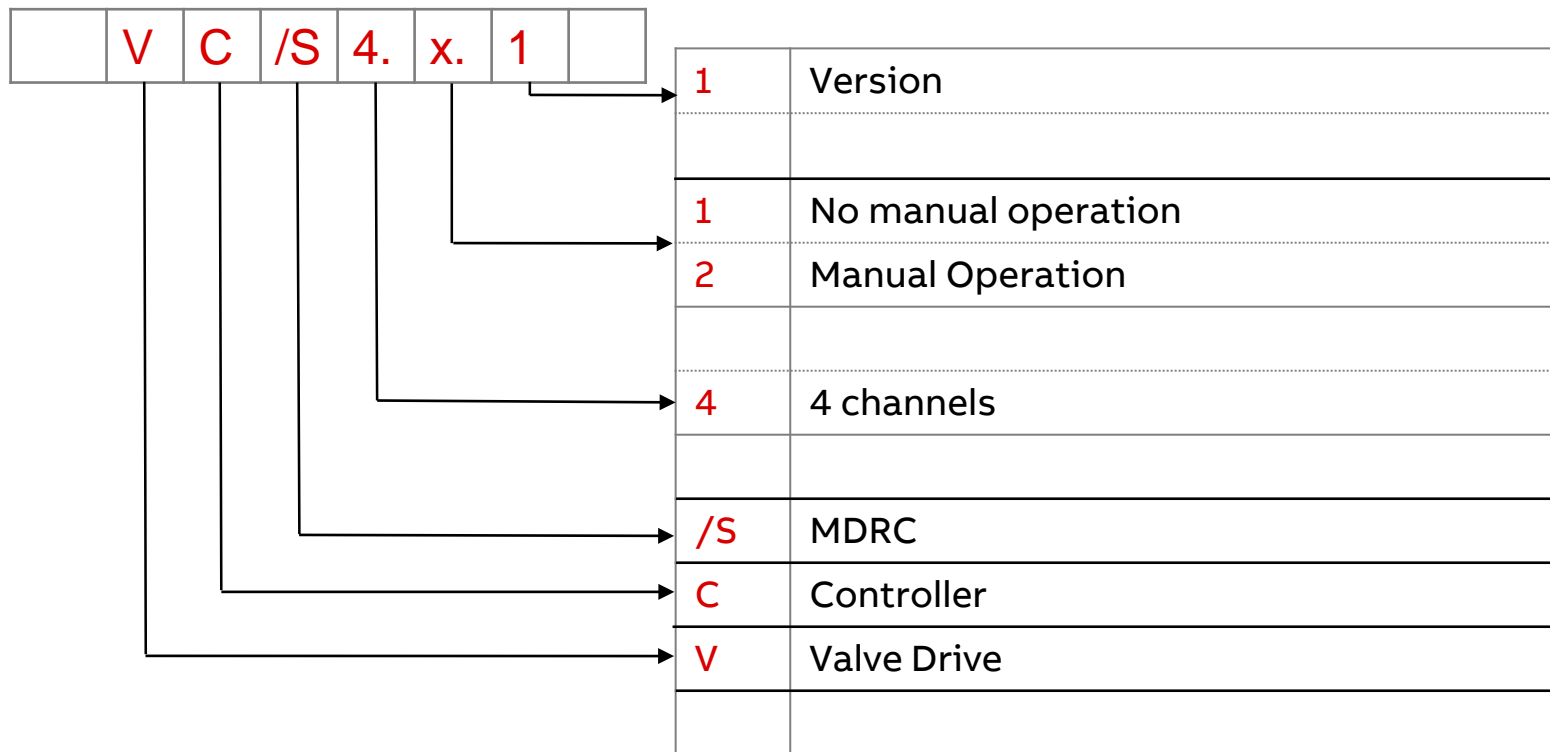 V C /S 4. x. 1
1 Version
1 No manual operation
2 Manual Operation
4 4 channels
/S MDRC
C Controller
V Valve Drive